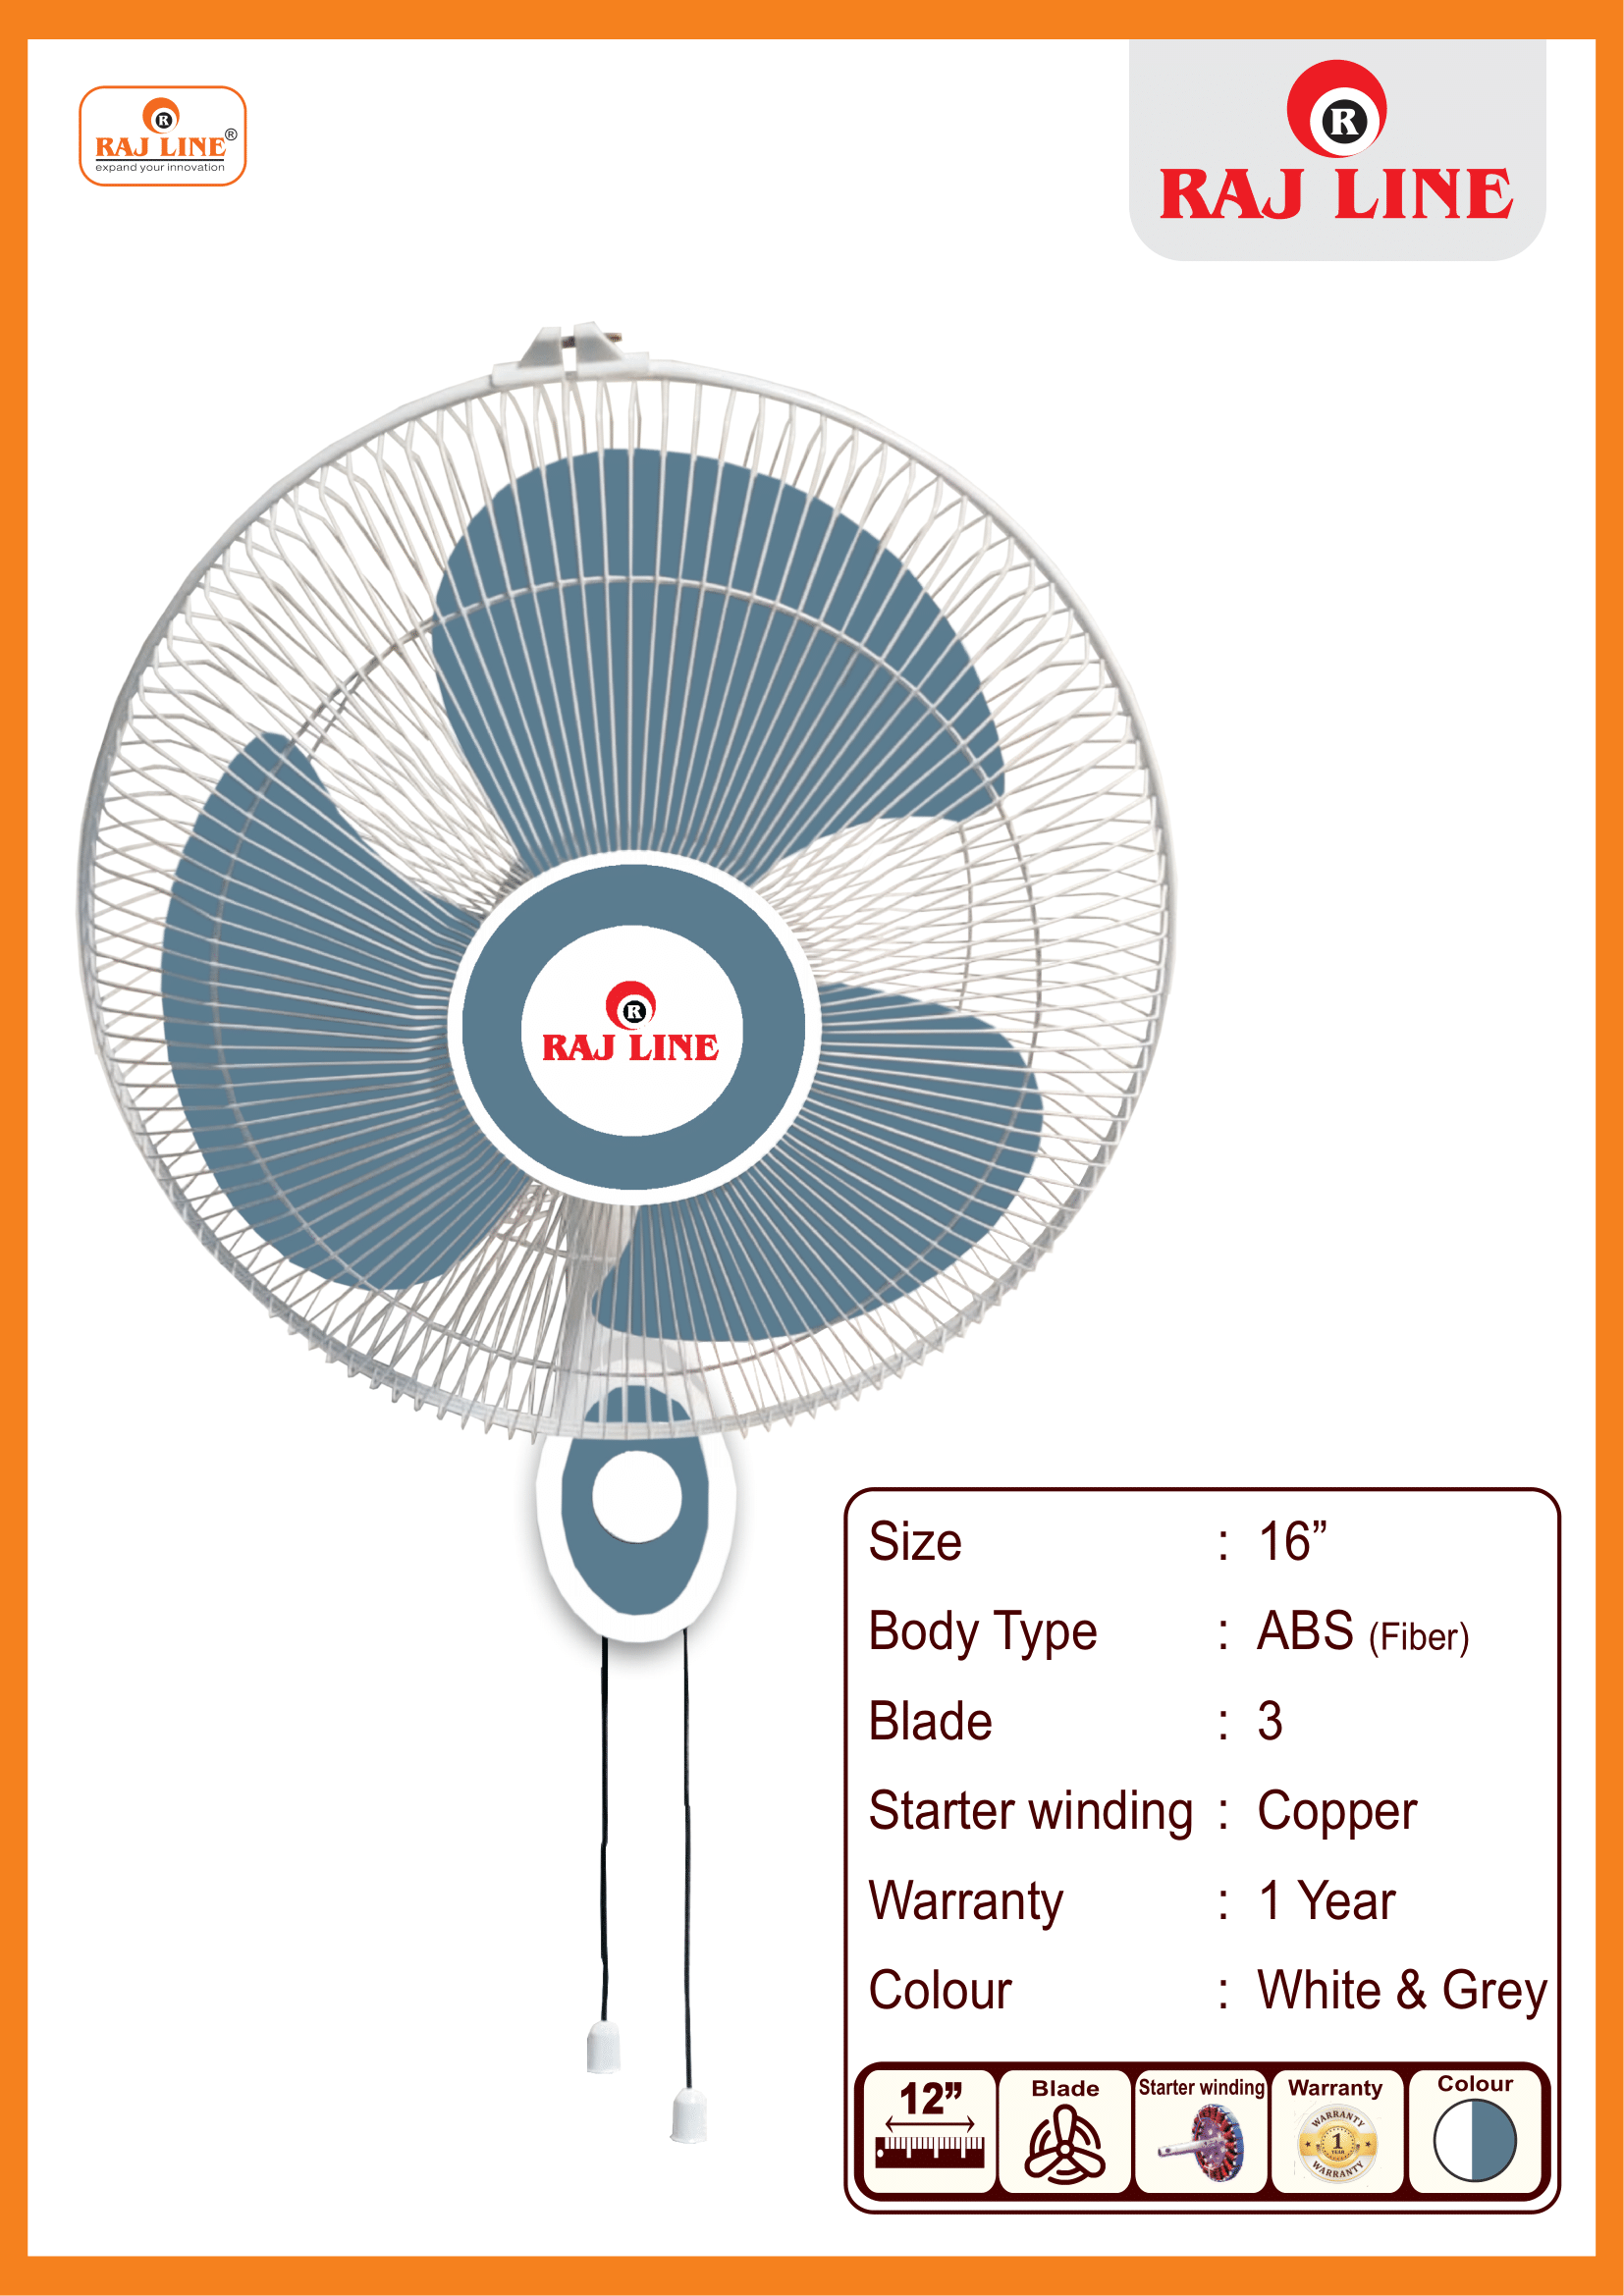 R
RAJ LINE®
expand your innovation
R
RAJ LINE
R
RAJ LINE
Size : 16”
Body Type : ABS (Fiber)
Blade : 3
Starter winding : Copper
Warranty : 1 Year
Colour : White & Grey
12” Blade Starter winding Warranty Colour
WARRANTY
1
YEAR
WARRANTY